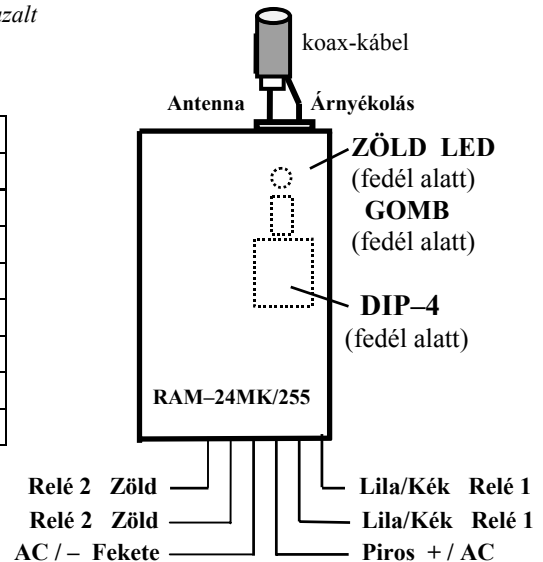 zalt
koax-kábel
Antenna Árnyékolás
ZÖLD LED
(fedél alatt)
GOMB
(fedél alatt)
DIP–4
(fedél alatt)
RAM–24MK/255
Relé 2 Zöld Lila/Kék Relé 1
Relé 2 Zöld Lila/Kék Relé 1
AC / – Fekete Piros + / AC